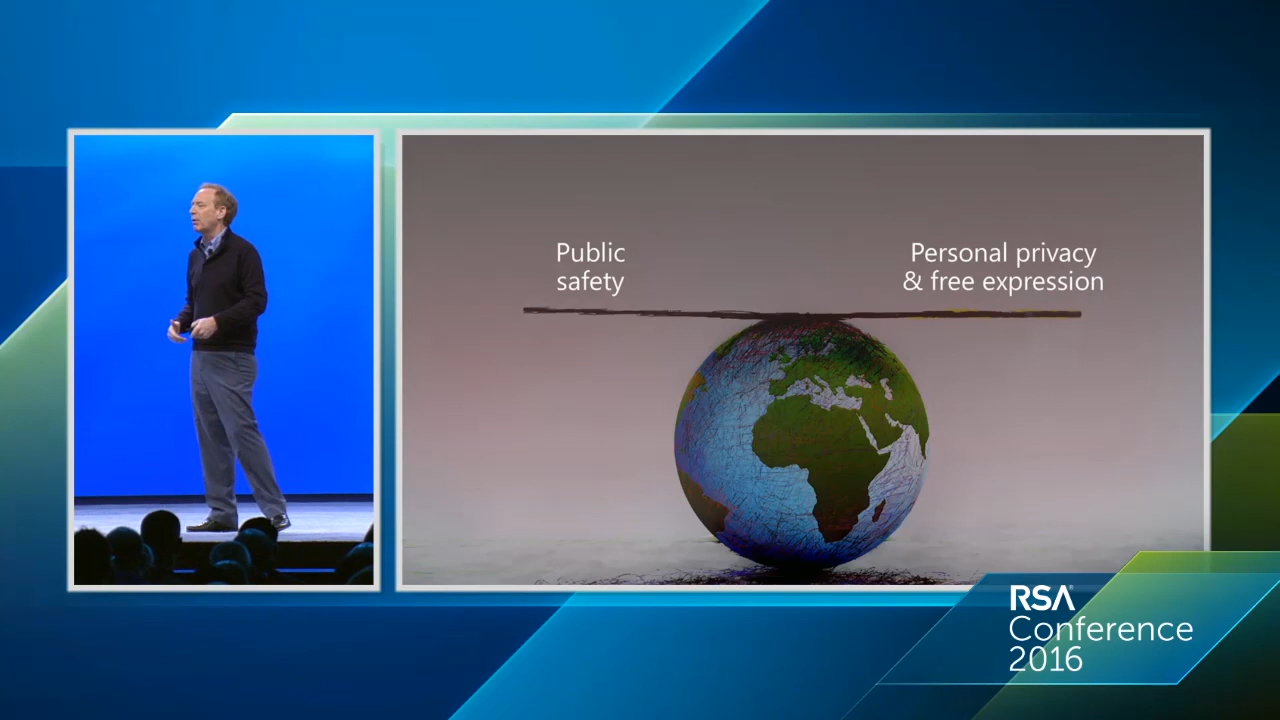 Public
safety
Personal privacy
& free expression
RSA
Conference
2016